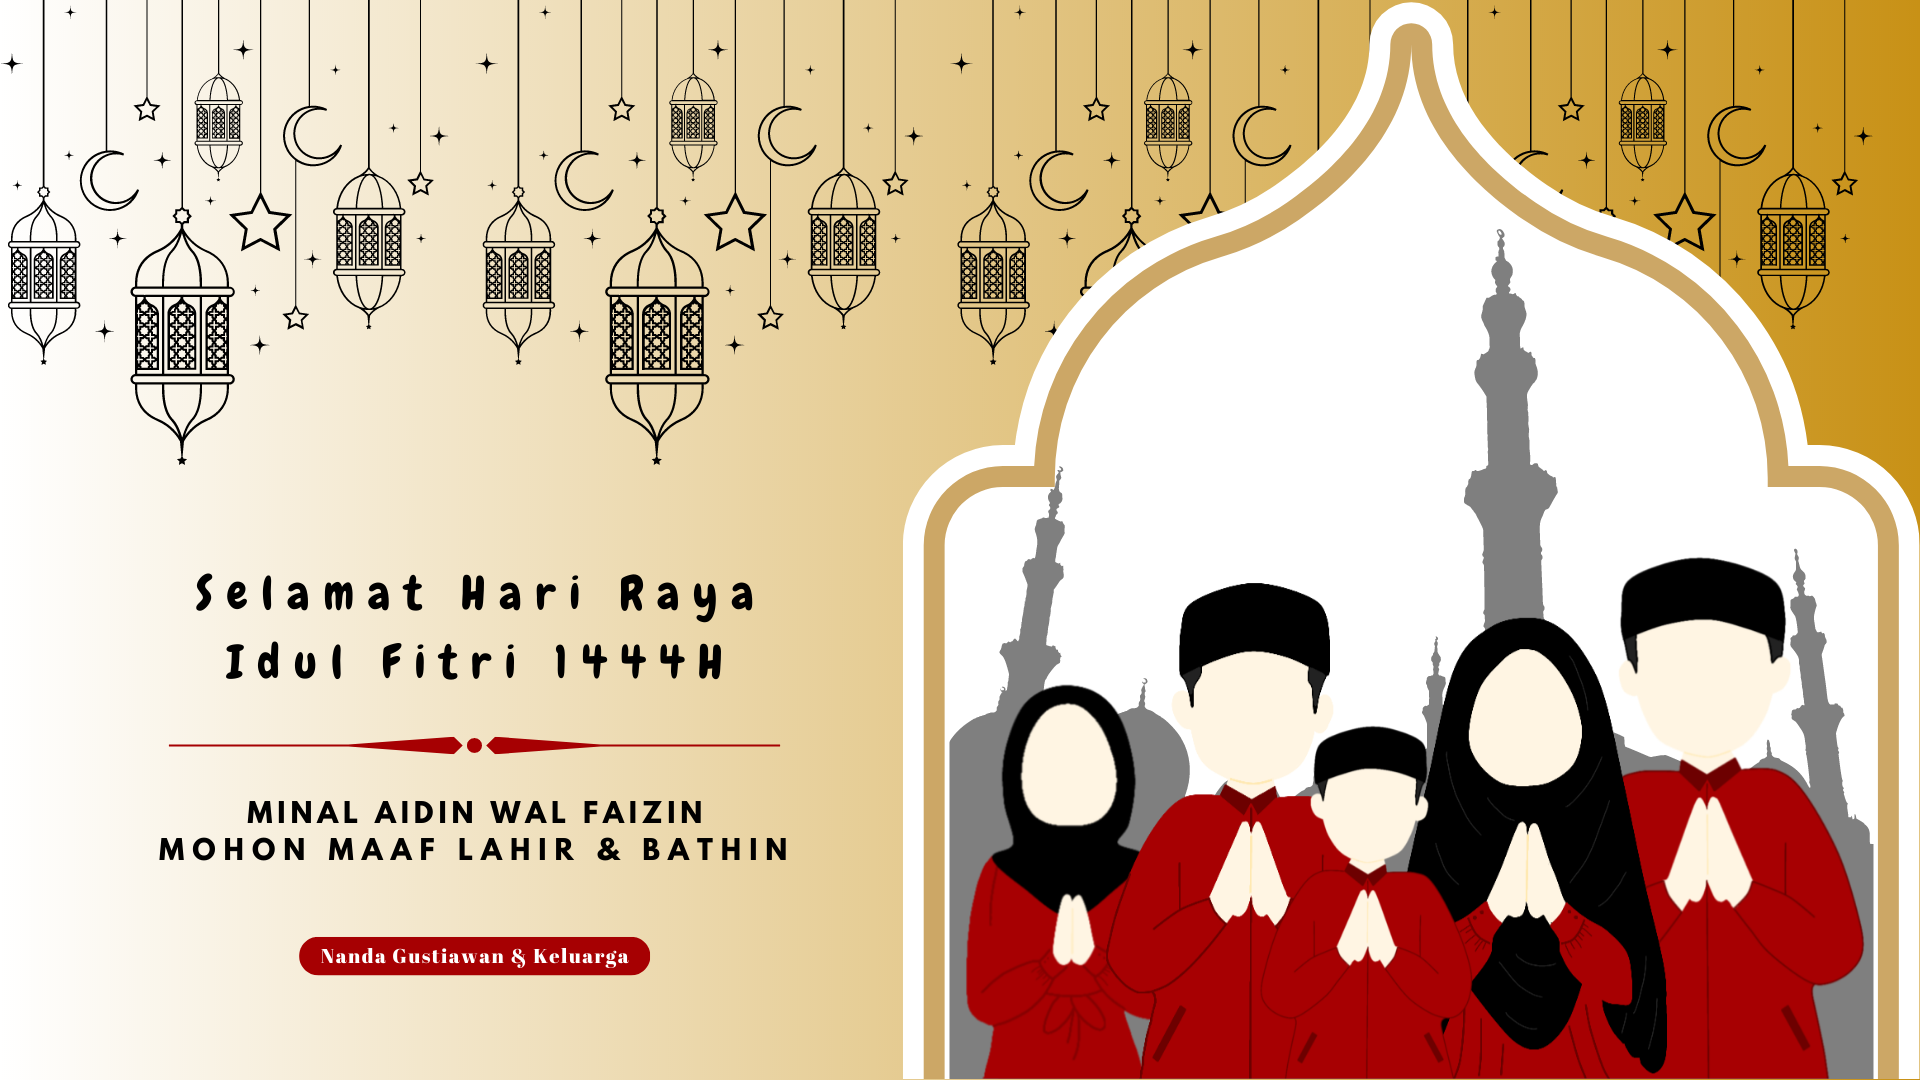 Selamat Hari Raya
Idul Fitri 1444H
MINAL AIDIN WAL FAIZIN
MOHON MAAF LAHIR & BATHIN
Nanda Gustiawan & Keluarga